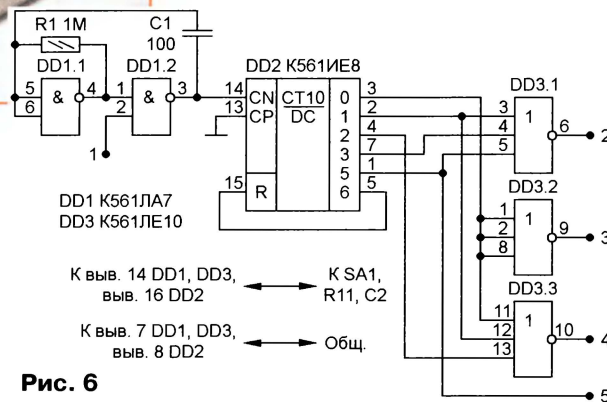 R1 1M
C1
100
DD1.1
DD1.2
DD2 К561ИЕ8
DD3.1
5
6
&
4
1
2
&
3
14
13
CN
CP
CT10
DC
15
R
0
1
2
3
5
6
3
2
4
7
1
5
3
4
5
1
6
2
DD3.2
1
2
8
1
9
3
DD3.3
11
12
13
1
10
4
5
1
DD1 К561ЛА7
DD3 К561ЛЕ10
К выв. 14 DD1, DD3,
выв. 16 DD2
К SA1,
R11, C2
К выв. 7 DD1, DD3,
выв. 8 DD2
Общ.
Рис. 6